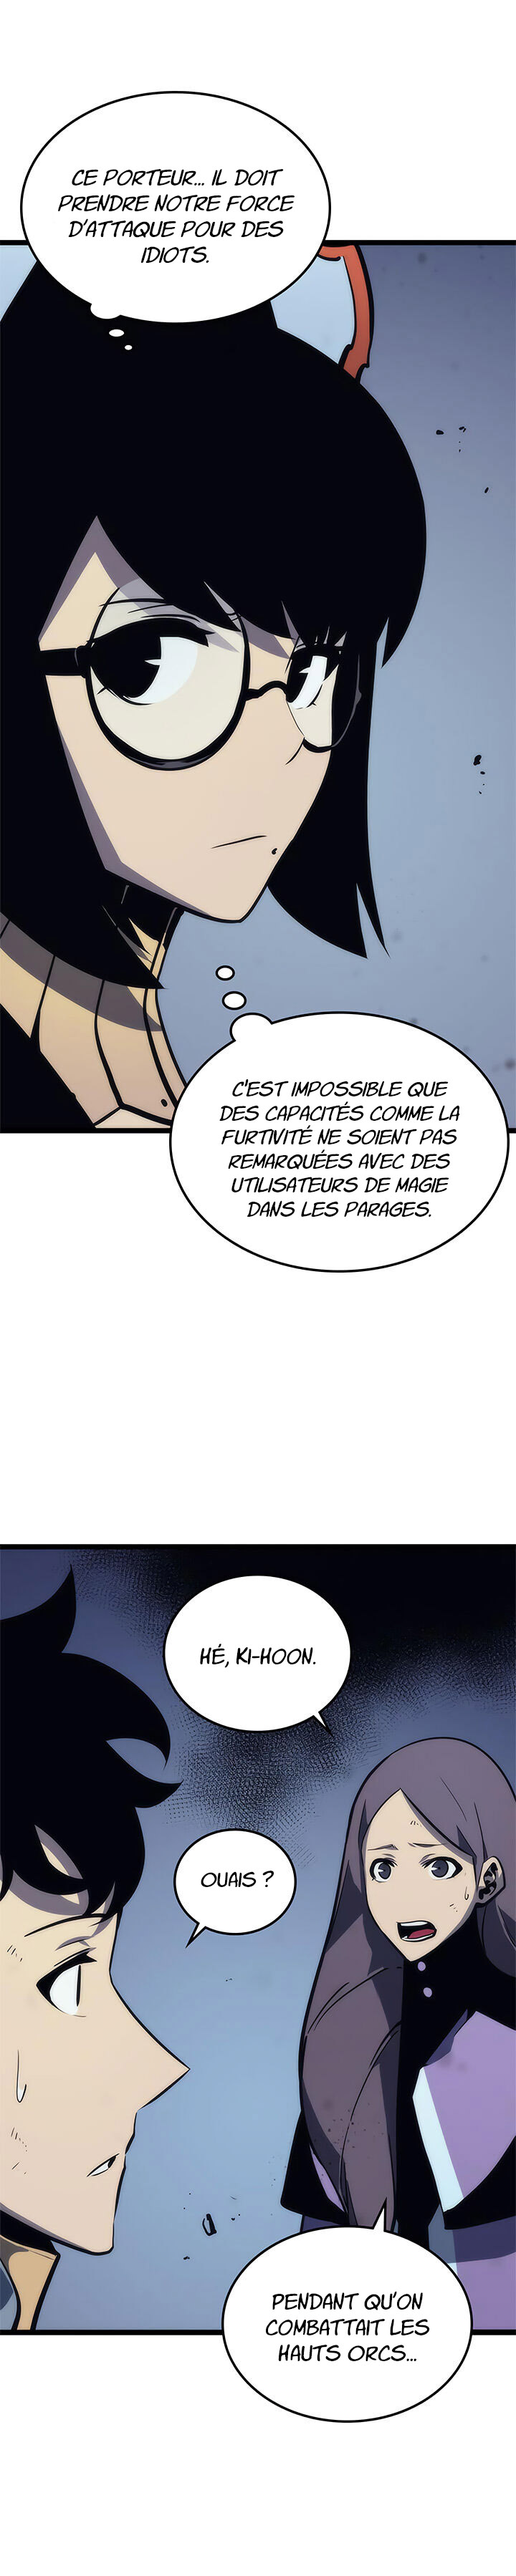 CE PORTEUR... IL DOIT
PRENDRE NOTRE FORCE
D'ATTAQUE POUR DES
IDIOTS.
C'EST IMPOSSIBLE QUE
DES CAPACITÉS COMME LA
FURTIVITÉ NE SOIENT PAS
REMARQUÉES AVEC DES
UTILISATEURS DE MAGIE
DANS LES PARAGES.
HÉ, KI-HOON.
OUAIS ?
PENDANT QU'ON
COMBATTAIT LES
HAUTS ORCS...